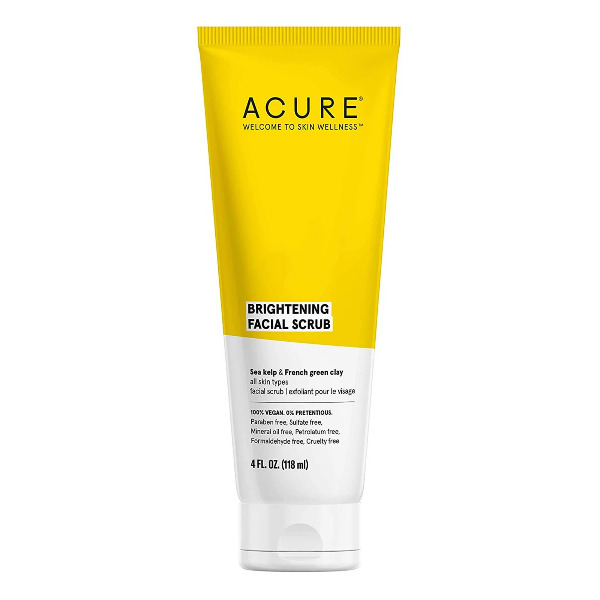 ACURE®
WELCOME TO SKIN WELLNESS™
BRIGHTENING
FACIAL SCRUB
Sea kelp & French green clay
all skin types
facial scrub | exfoliant pour le visage
100% VEGAN. 0% PRETENTIOUS.
Paraben free, Sulfate free,
Mineral oil free, Petrolatum free,
Formaldehyde free, Cruelty free
4 FL. OZ. (118 ml)